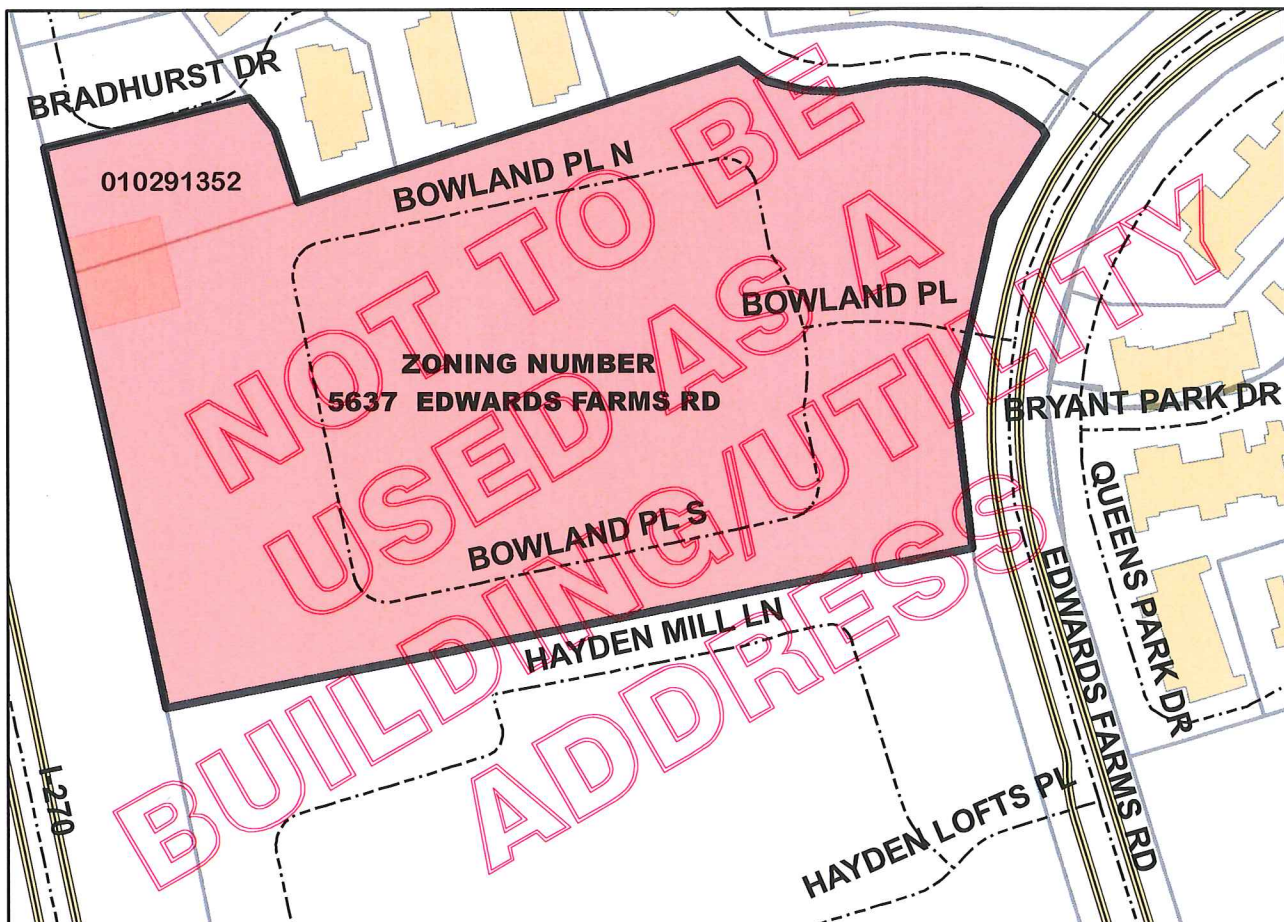 BRADHURST DR
010291352
BOWLAND PL N
BOWLAND PL
ZONING NUMBER
5637 EDWARDS FARMS RD
BRYANT PARK DR
BOWLAND PL S
QUEENS PARK DR
HAYDEN MILL LN
EDWARDS FARMS RD
I-270
HAYDEN LOFTS PL
NOT TO BE
USED AS A
BUILDING/UTILITY
ADDRESS